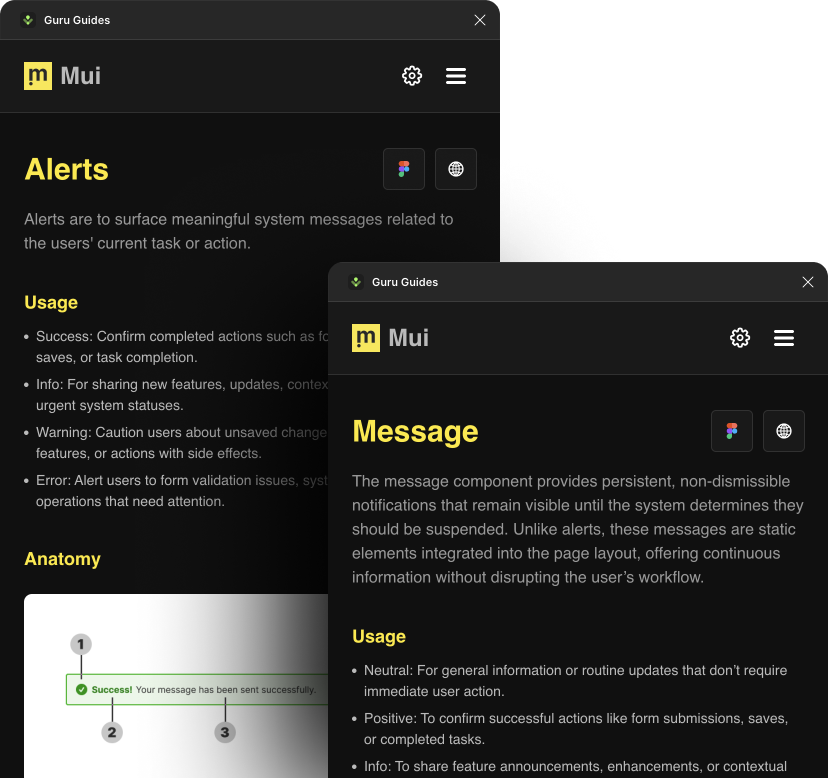 Guru Guides
m Mui
Alerts
Alerts are to surface meaningful system messages related to
the users' current task or action.
Usage
• Success: Confirm completed actions such as fo
saves, or task completion.
• Info: For sharing new features, updates, contex
urgent system statuses.
• Warning: Caution users about unsaved change
features, or actions with side effects.
• Error: Alert users to form validation issues, syst
operations that need attention.
Anatomy
1
Success! Your message has been sent successfully.
2 3
Guru Guides
m Mui
Message
The message component provides persistent, non-dismissible
notifications that remain visible until the system determines they
should be suspended. Unlike alerts, these messages are static
elements integrated into the page layout, offering continuous
information without disrupting the user’s workflow.
Usage
• Neutral: For general information or routine updates that don’t require
immediate user action.
• Positive: To confirm successful actions like form submissions, saves,
or completed tasks.
• Info: To share feature announcements, enhancements, or contextual